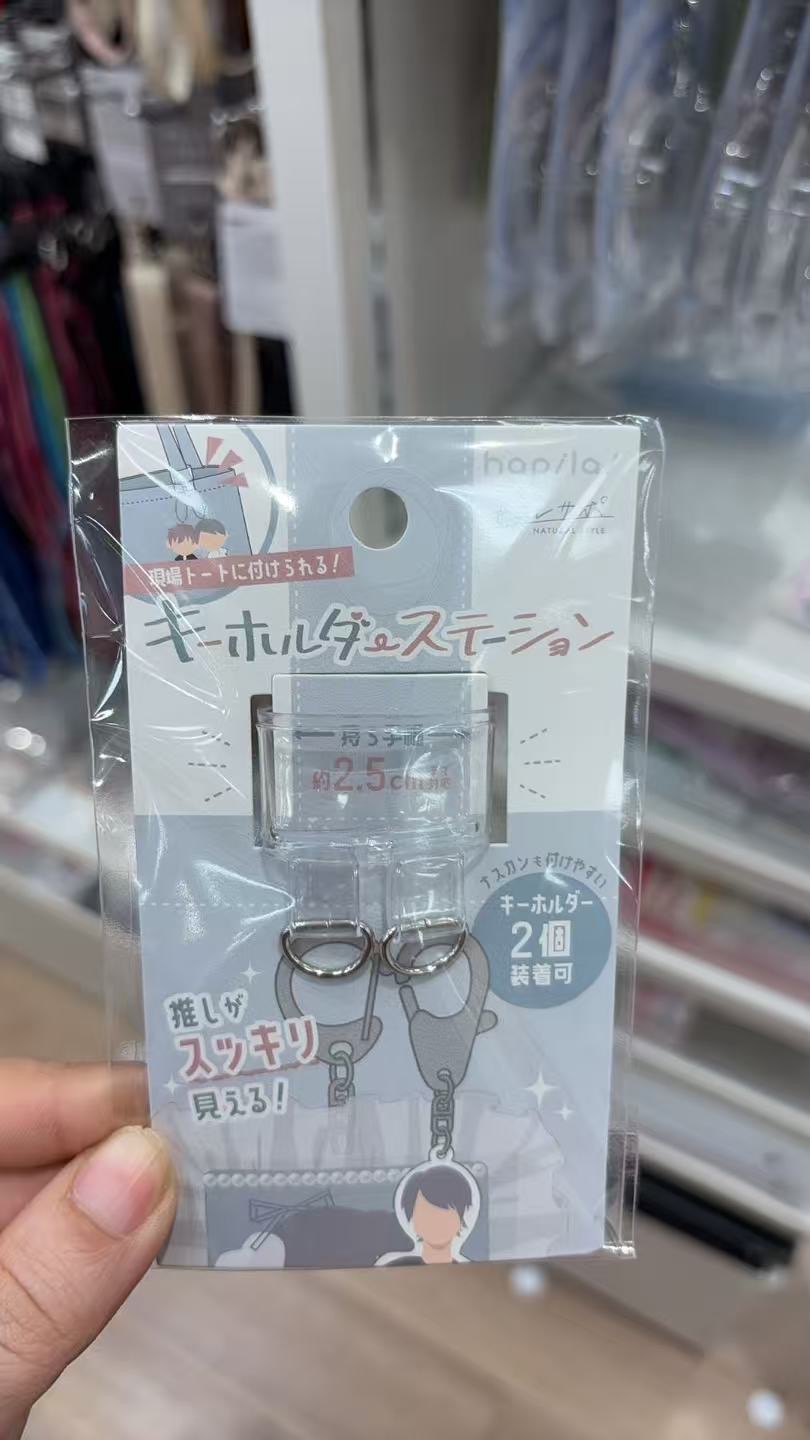 hapila
レサポ
NATURAL STYLE
現場トートに付けられる!
キーホルダーステーション
持ち手幅
約2.5cmまで対応
ナスカンも付けやすい
キーホルダー
2個
装着可
推しが
スッキリ
見える!